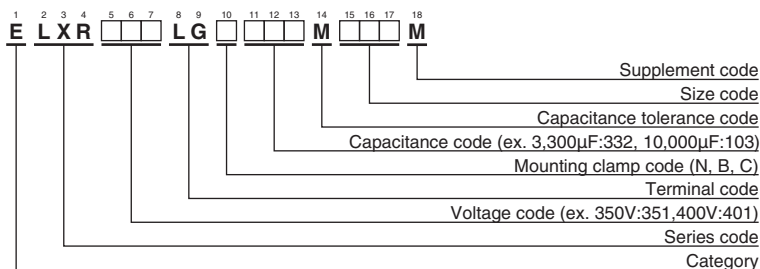 1 2 3 4 5 6 7 8 9 10 11 12 13 14 15 16 17 18
E L X R L G M M
Supplement code
Size code
Capacitance tolerance code
Capacitance code (ex. 3,300μF:332, 10,000μF:103)
Mounting clamp code (N, B, C)
Terminal code
Voltage code (ex. 350V:351,400V:401)
Series code
Category